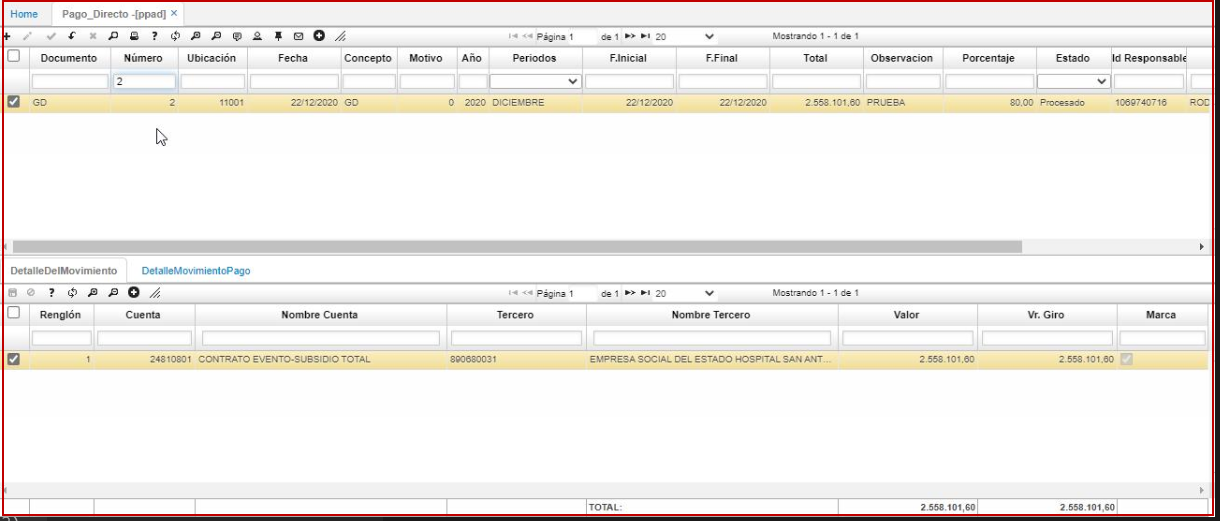 Home Pago_Directo -[ppad] ×
Página 1 de 1 20 Mostrando 1 - 1 de 1
Documento Número Ubicación Fecha Concepto Motivo Año Periodos F.Inicial F.Final Total Observacion Porcentaje Estado Id Responsable
2
GD 2 11001 22/12/2020 GD 0 2020 DICIEMBRE 22/12/2020 22/12/2020 2.558.101,60 PRUEBA 80,00 Procesado 1069740716 ROD
DetalleDelMovimiento DetalleMovimientoPago
Página 1 de 1 20 Mostrando 1 - 1 de 1
Renglón Cuenta Nombre Cuenta Tercero Nombre Tercero Valor Vr. Giro Marca
1 24810801 CONTRATO EVENTO-SUBSIDIO TOTAL 890680031 EMPRESA SOCIAL DEL ESTADO HOSPITAL SAN ANT... 2.558.101,60 2.558.101,60
TOTAL: 2.558.101,60 2.558.101,60